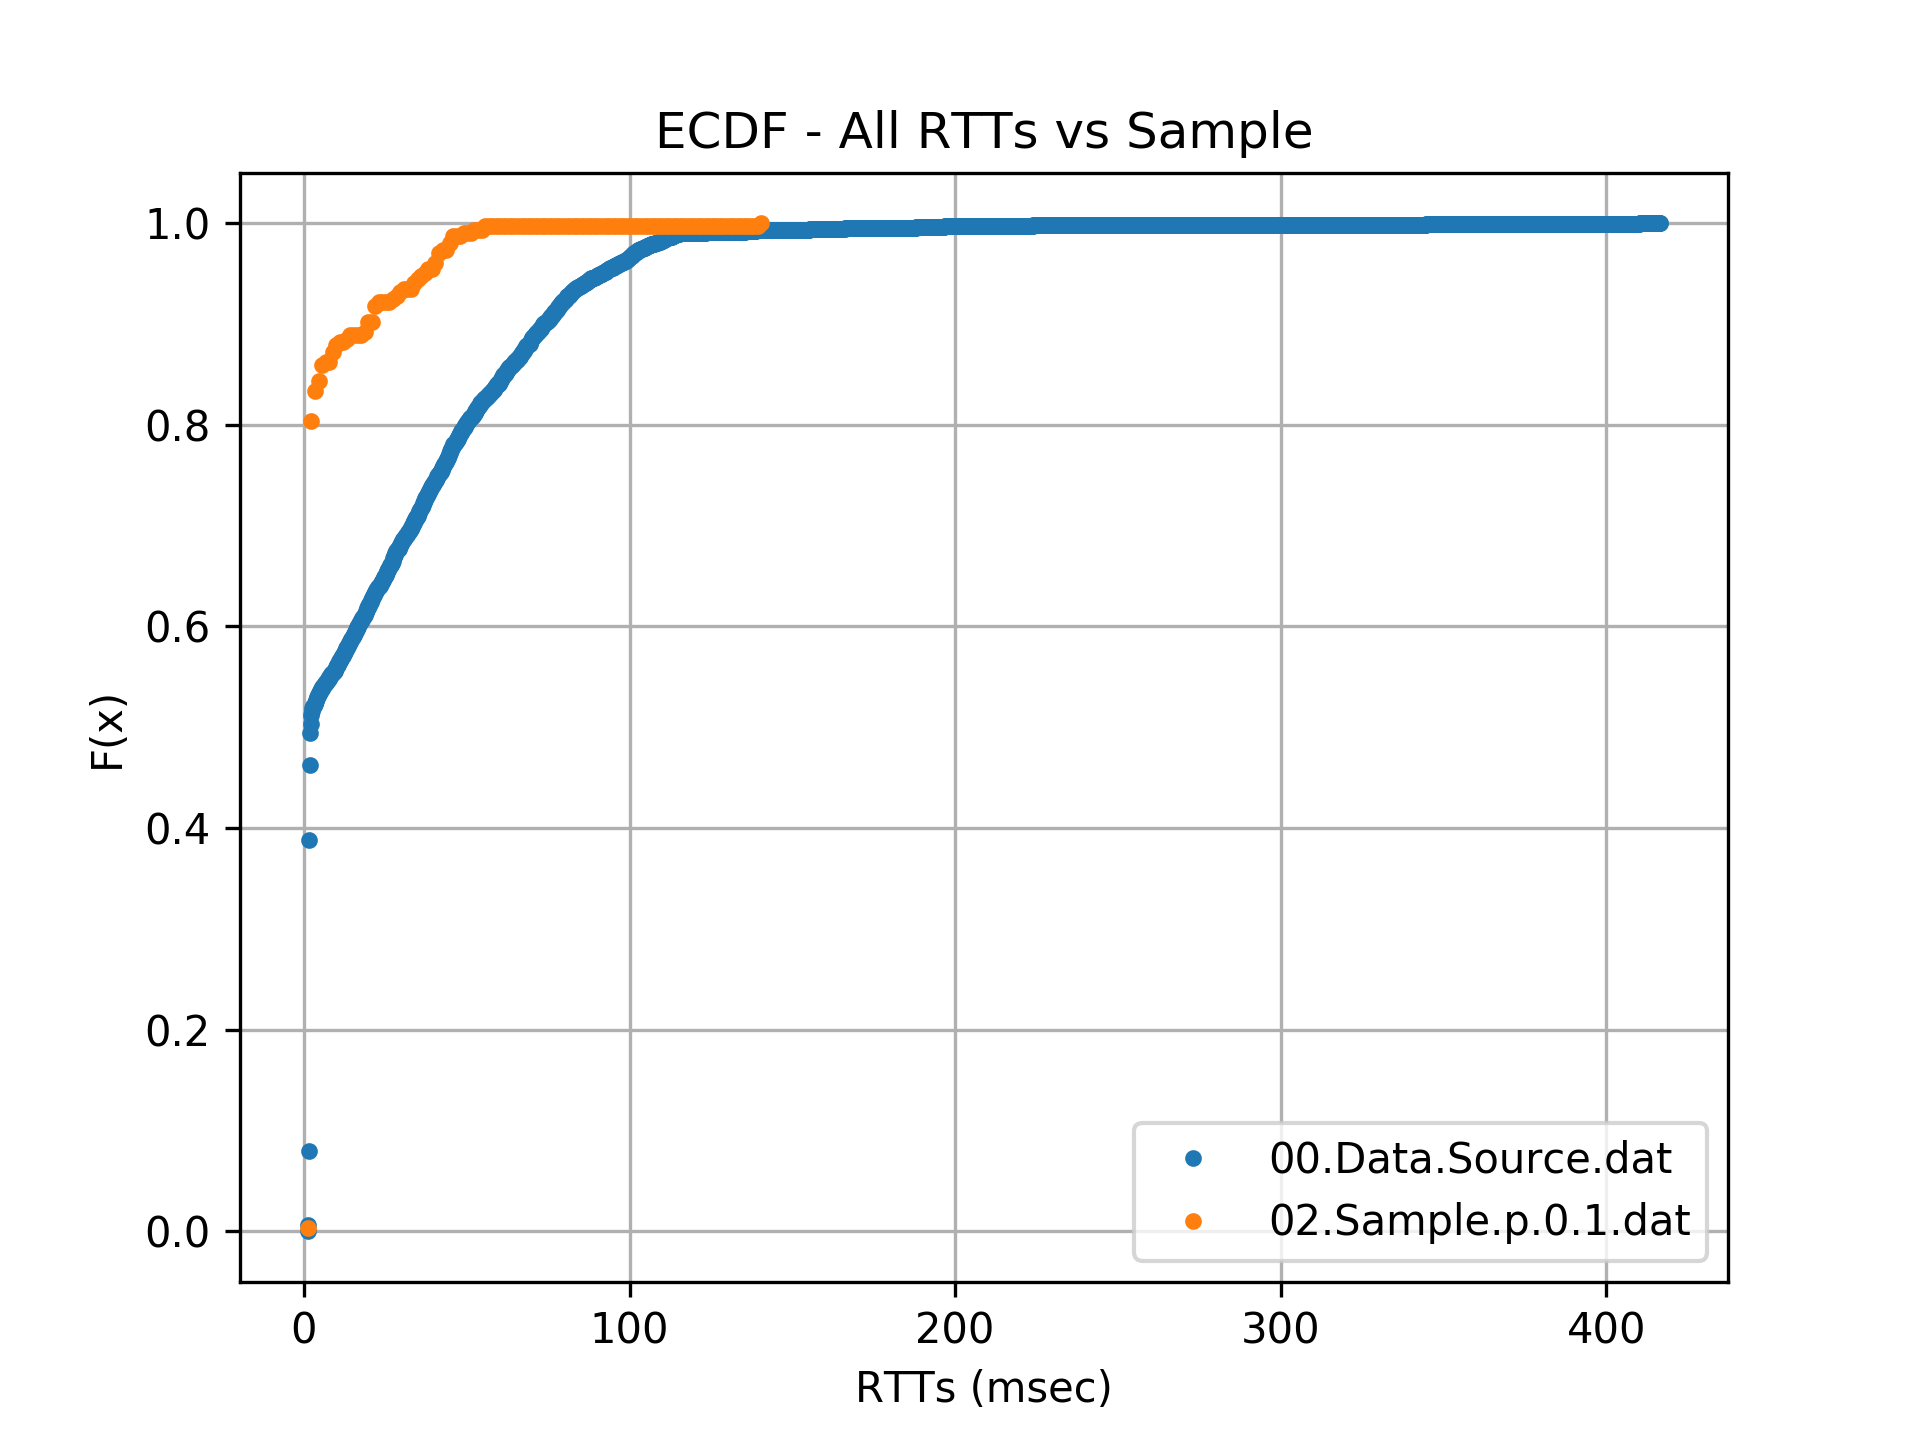 ECDF - All RTTs vs Sample
1.0
0.8
0.6
0.4
0.2
0.0
F(x)
0 100 200 300 400
RTTs (msec)
00.Data.Source.dat
02.Sample.p.0.1.dat